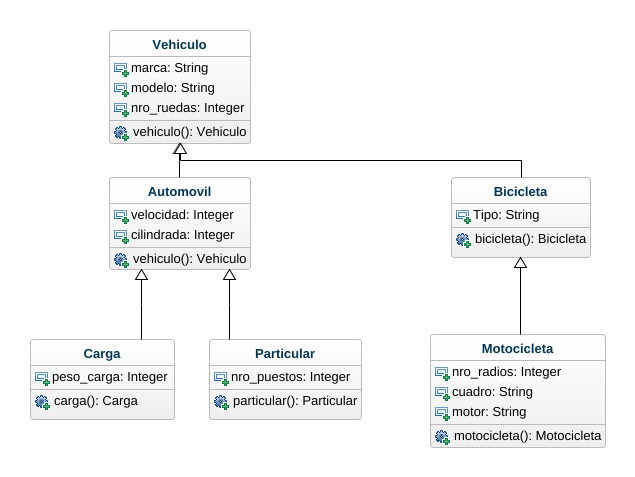 Vehiculo
marca: String
modelo: String
nro_ruedas: Integer
vehiculo(): Vehiculo
Automovil
velocidad: Integer
cilindrada: Integer
vehiculo(): Vehiculo
Bicicleta
Tipo: String
bicicleta(): Bicicleta
Carga
peso_carga: Integer
carga(): Carga
Particular
nro_puestos: Integer
particular(): Particular
Motocicleta
nro_radios: Integer
cuadro: String
motor: String
motocicleta(): Motocicleta